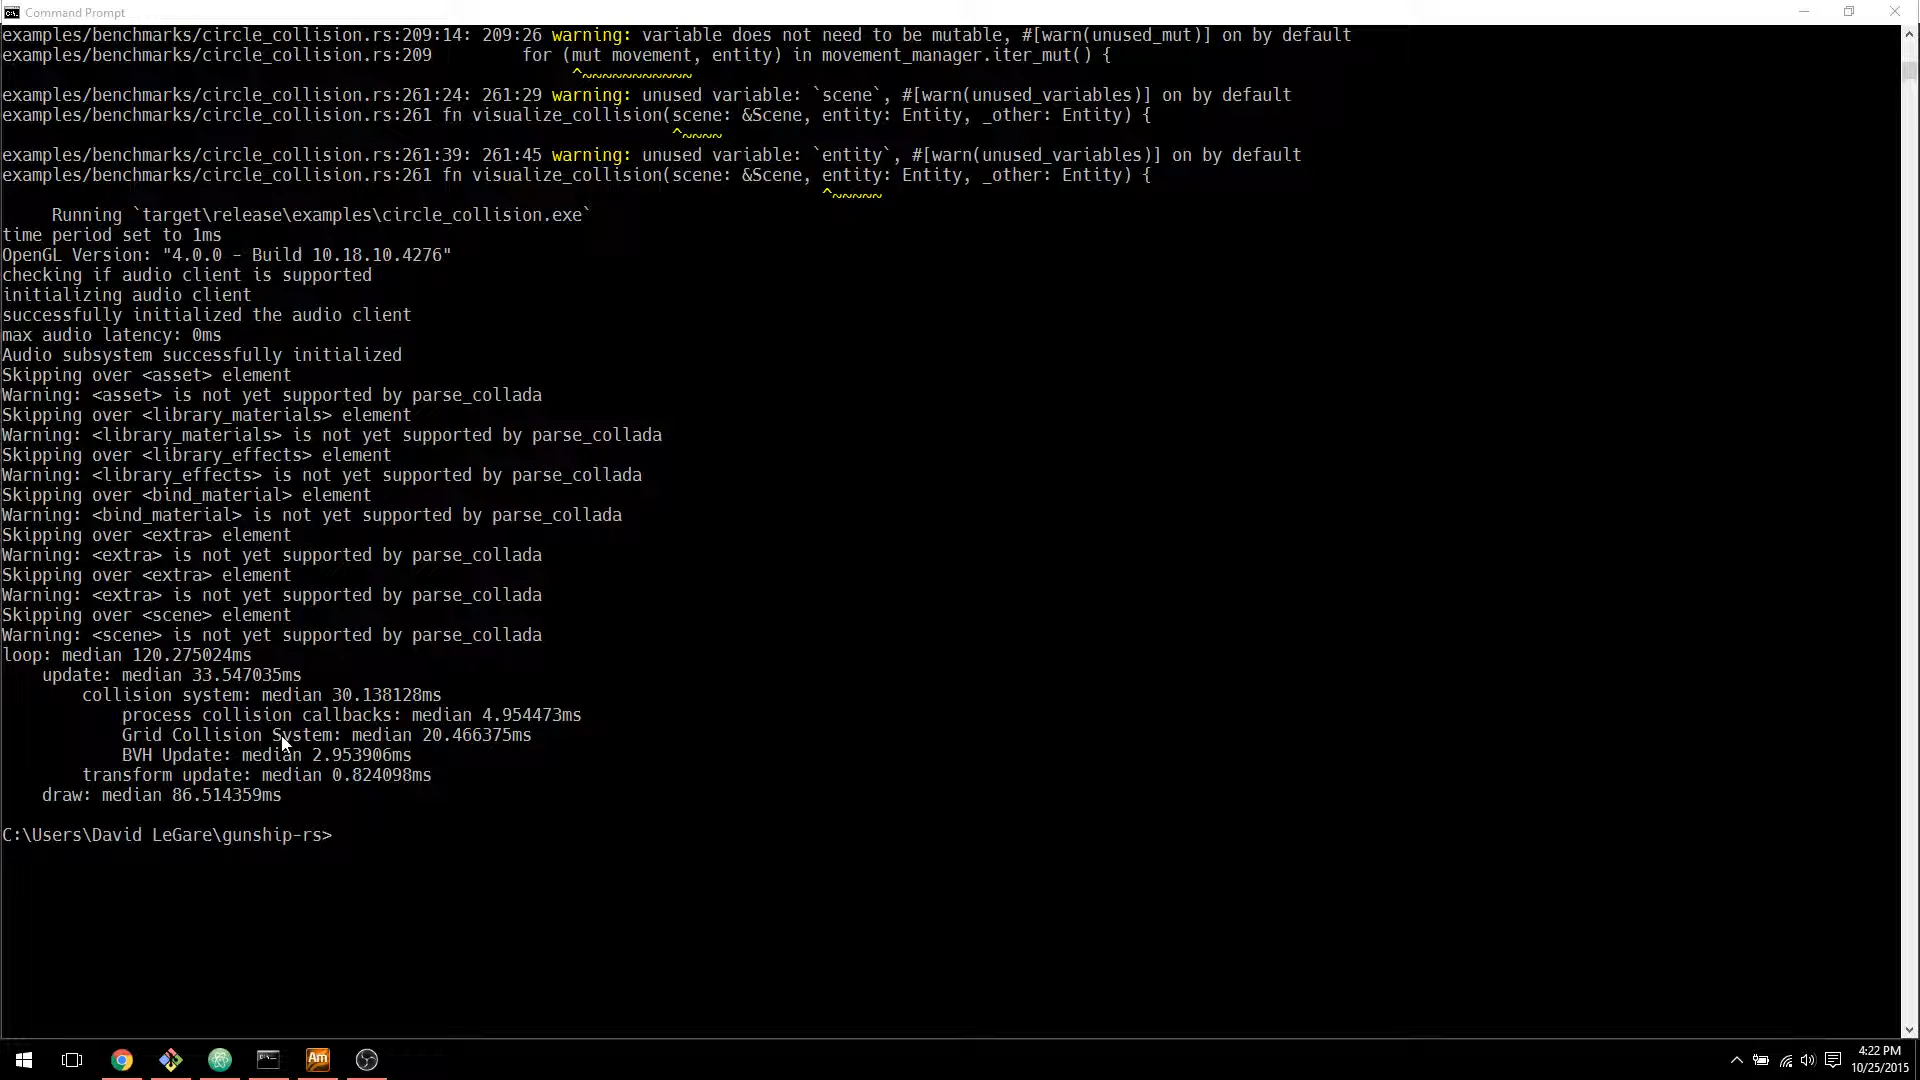 Command Prompt
examples/benchmarks/circle_collision.rs:209:14: 209:26 warning: variable does not need to be mutable, #[warn(unused_mut)] on by default
examples/benchmarks/circle_collision.rs:209         for (mut movement, entity) in movement_manager.iter_mut() {
^~~~~~~~~~~~
examples/benchmarks/circle_collision.rs:261:24: 261:29 warning: unused variable: `scene`, #[warn(unused_variables)] on by default
examples/benchmarks/circle_collision.rs:261 fn visualize_collision(scene: &Scene, entity: Entity, _other: Entity) {
^~~~~
examples/benchmarks/circle_collision.rs:261:39: 261:45 warning: unused variable: `entity`, #[warn(unused_variables)] on by default
examples/benchmarks/circle_collision.rs:261 fn visualize_collision(scene: &Scene, entity: Entity, _other: Entity) {
^~~~~~
     Running `target\release\examples\circle_collision.exe`
time period set to 1ms
OpenGL Version: "4.0.0 - Build 10.18.10.4276"
checking if audio client is supported
initializing audio client
successfully initialized the audio client
max audio latency: 0ms
Audio subsystem successfully initialized
Skipping over <asset> element
Warning: <asset> is not yet supported by parse_collada
Skipping over <library_materials> element
Warning: <library_materials> is not yet supported by parse_collada
Skipping over <library_effects> element
Warning: <library_effects> is not yet supported by parse_collada
Skipping over <bind_material> element
Warning: <bind_material> is not yet supported by parse_collada
Skipping over <extra> element
Warning: <extra> is not yet supported by parse_collada
Skipping over <extra> element
Warning: <extra> is not yet supported by parse_collada
Skipping over <scene> element
Warning: <scene> is not yet supported by parse_collada
loop: median 120.275024ms
    update: median 33.547035ms
        collision system: median 30.138128ms
            process collision callbacks: median 4.954473ms
            Grid Collision System: median 20.466375ms
            BVH Update: median 2.953906ms
        transform update: median 0.824098ms
    draw: median 86.514359ms
C:\Users\David LeGare\gunship-rs>
Am
4:22 PM
10/25/2015